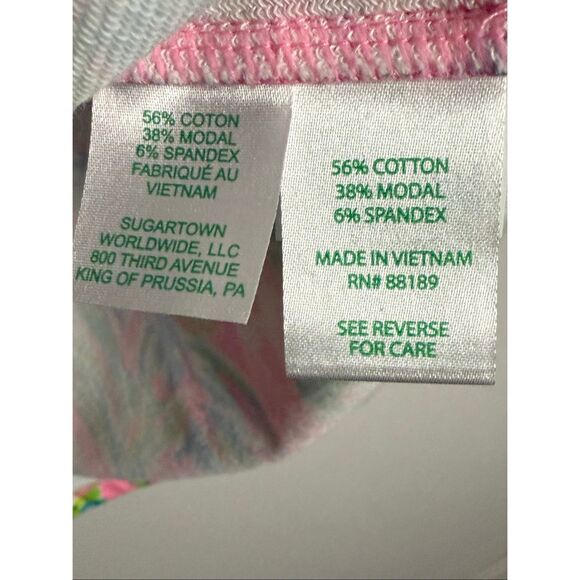 56% COTON
38% MODAL
6% SPANDEX
FABRIQUÉ AU
VIETNAM
SUGARTOWN
WORLDWIDE, LLC
800 THIRD AVENUE
KING OF PRUSSIA, PA
56% COTTON
38% MODAL
6% SPANDEX
MADE IN VIETNAM
RN# 88189
SEE REVERSE
FOR CARE